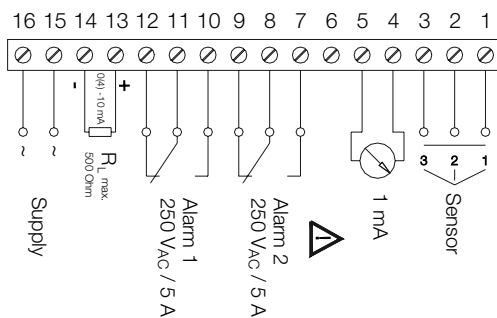 16 15 14 13 12 11 10 9 8 7 6 5 4 3 2 1
- +
0(4) -10 mA
~ ~
3 2 1
R L max.
500 Ohm
Supply
Alarm 1
250 VAC / 5 A
Alarm 2
250 VAC / 5 A
!
1 mA
Sensor